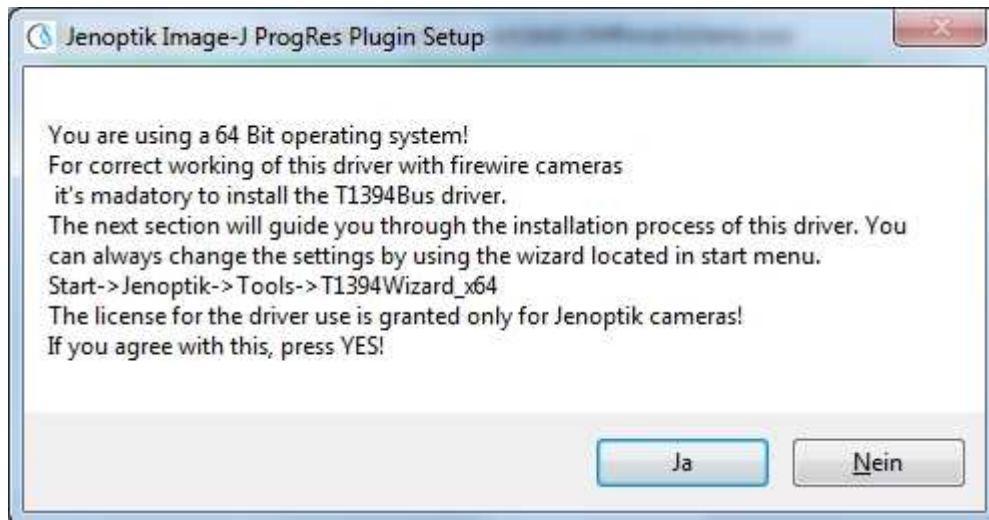 Jenoptik Image-J ProgRes Plugin Setup
You are using a 64 Bit operating system!
For correct working of this driver with firewire cameras
it's madatory to install the T1394Bus driver.
The next section will guide you through the installation process of this driver. You
can always change the settings by using the wizard located in start menu.
Start->Jenoptik->Tools->T1394Wizard_x64
The license for the driver use is granted only for Jenoptik cameras!
If you agree with this, press YES!
Ja
Nein